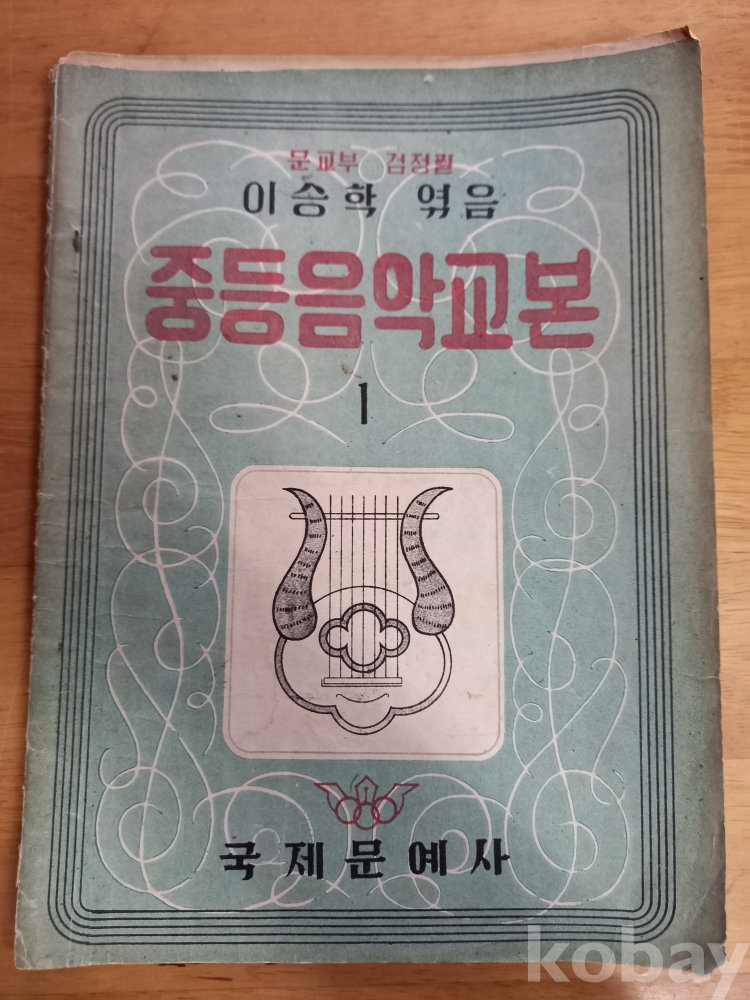 문교부 검정필
이승학 엮음
중등음악교본
1
국제문예사
kobay